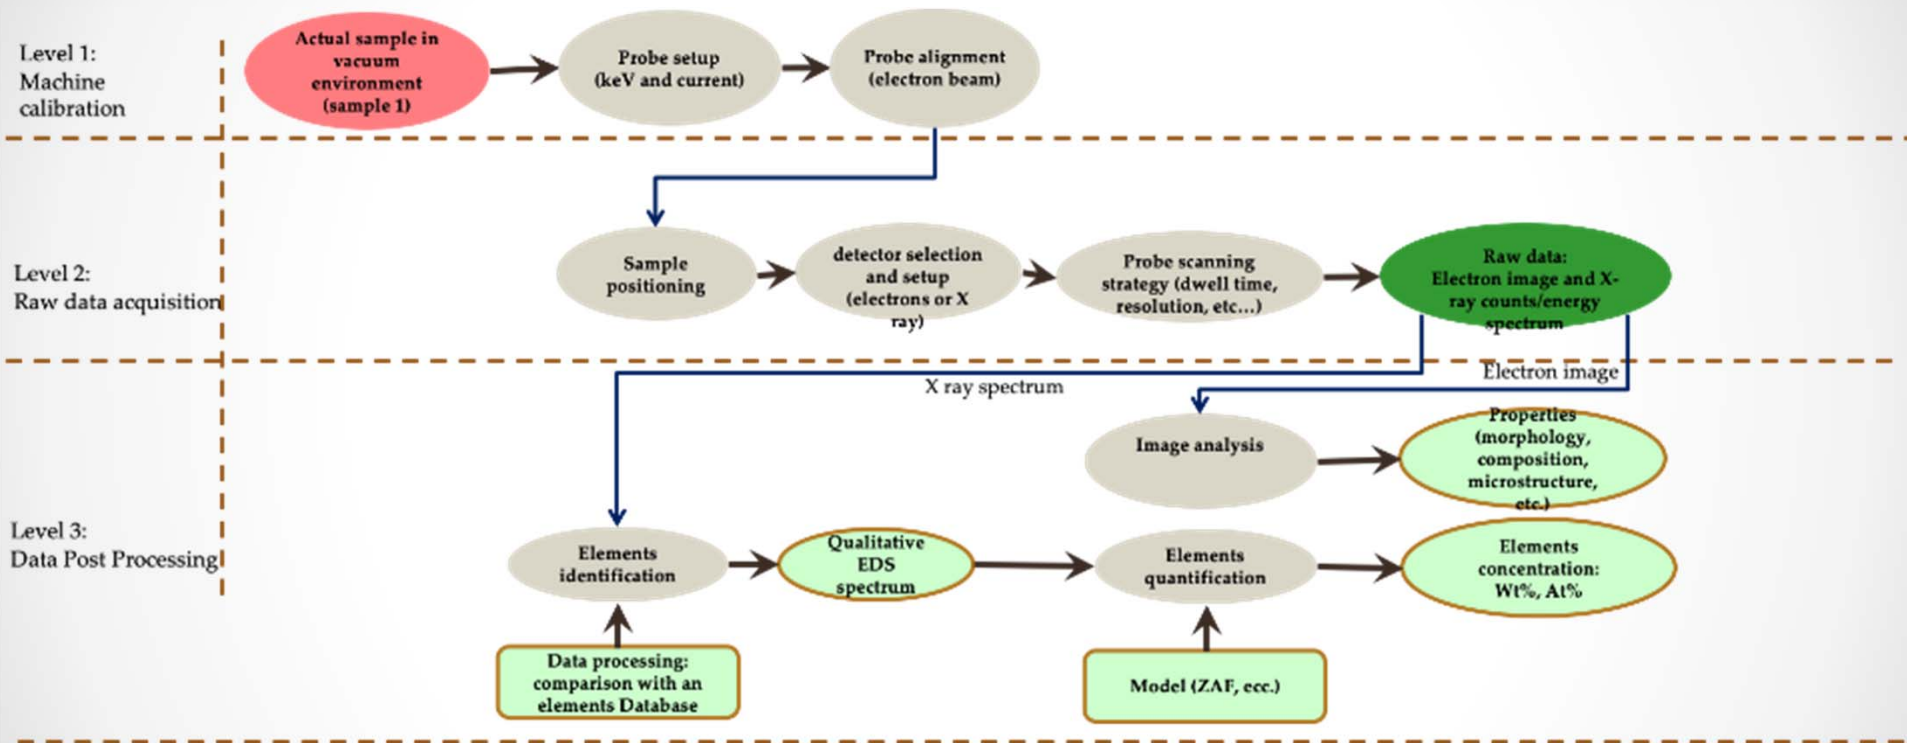 Level 1:
Machine
calibration
Actual sample in
vacuum
environment
(sample 1)
Probe setup
(keV and current)
Probe alignment
(electron beam)
Level 2:
Raw data acquisition
Sample
positioning
detector selection
and setup
(electrons or X
ray)
Probe scanning
strategy (dwell time,
resolution, etc...)
Raw data:
Electron image and X-
ray counts/energy
spectrum
X ray spectrum
Electron image
Image analysis
Properties
(morphology,
composition,
microstructure,
etc.)
Level 3:
Data Post Processing
Elements
identification
Qualitative
EDS
spectrum
Elements
quantification
Elements
concentration:
Wt%, At%
Data processing:
comparison with an
elements Database
Model (ZAF, ecc.)